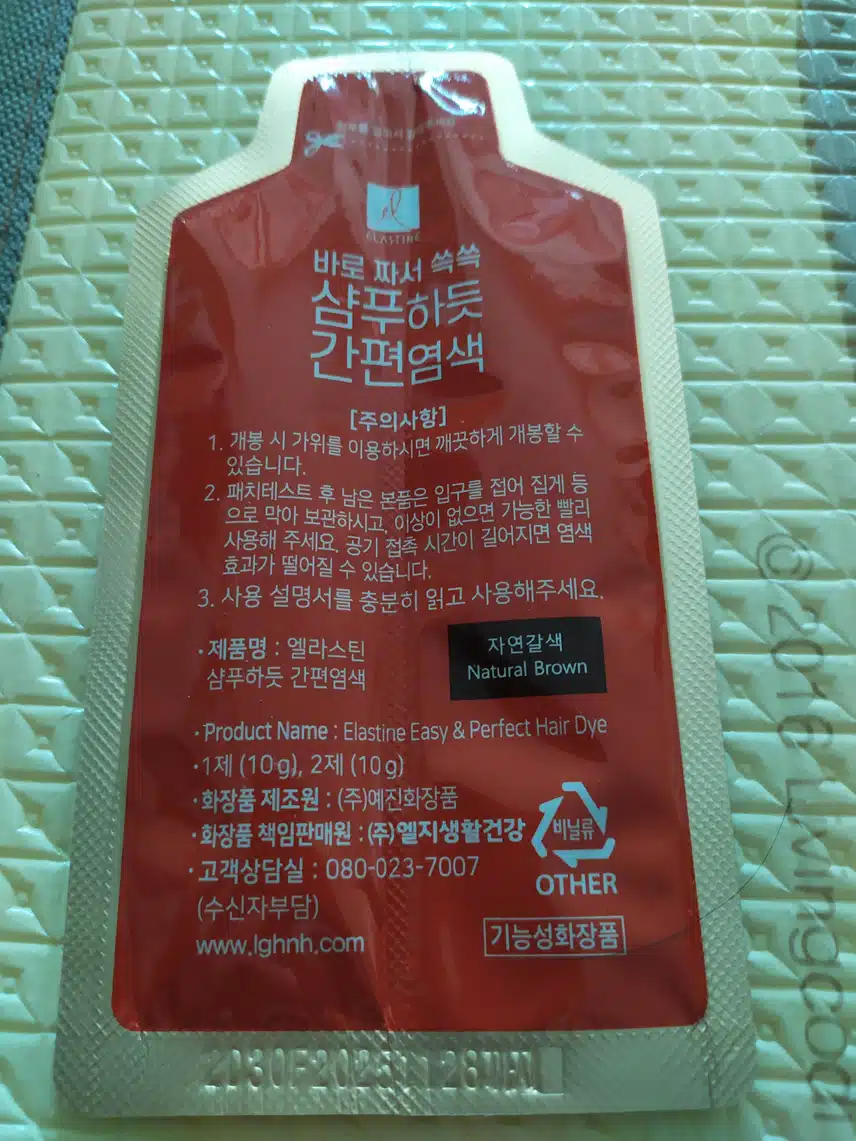 ELASTINE
바로 짜서 쓱쓱
샴푸하듯
간편염색
[주의사항]
1. 개봉 시 가위를 이용하시면 깨끗하게 개봉할 수
있습니다.
2. 패치테스트 후 남은 본품은 입구를 접어 집게 등
으로 막아 보관하시고, 이상이 없으면 가능한 빨리
사용해 주세요. 공기 접촉 시간이 길어지면 염색
효과가 떨어질 수 있습니다.
3. 사용 설명서를 충분히 읽고 사용해주세요.
•제품명 : 엘라스틴
샴푸하듯 간편염색
자연갈색
Natural Brown
•Product Name : Elastine Easy & Perfect Hair Dye
•1제 (10g), 2제 (10g)
•화장품 제조원 : (주)예진화장품
•화장품 책임판매원 : (주)엘지생활건강
•고객상담실 : 080-023-7007
(수신자부담)
www.lghnh.com
비닐류
OTHER
기능성화장품
© 2016 Livingcodi